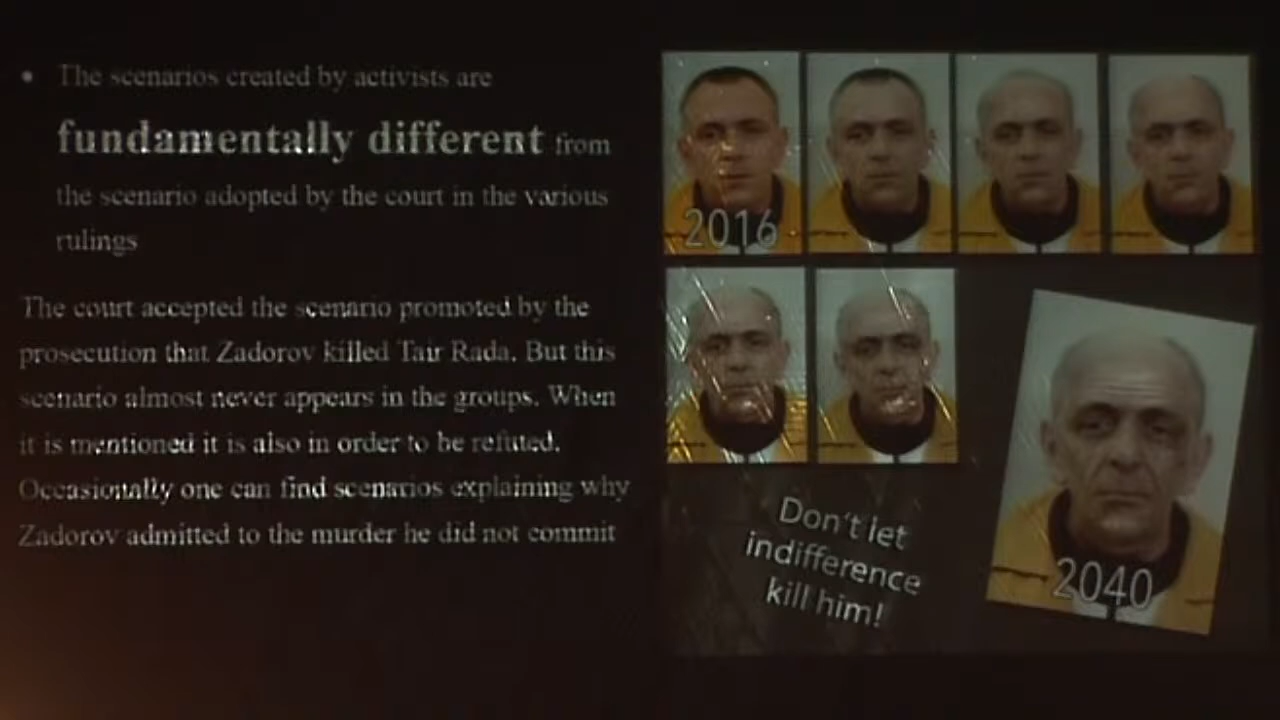 • The scenarios created by activists are
fundamentally different from
the scenario adopted by the court in the various
rulings
The court accepted the scenario promoted by the
prosecution that Zadorov killed Tair Rada. But this
scenario almost never appears in the groups. When
it is mentioned it is also in order to be refuted.
Occasionally one can find scenarios explaining why
Zadorov admitted to the murder he did not commit
2016
Don't let
indifference
kill him!
2040